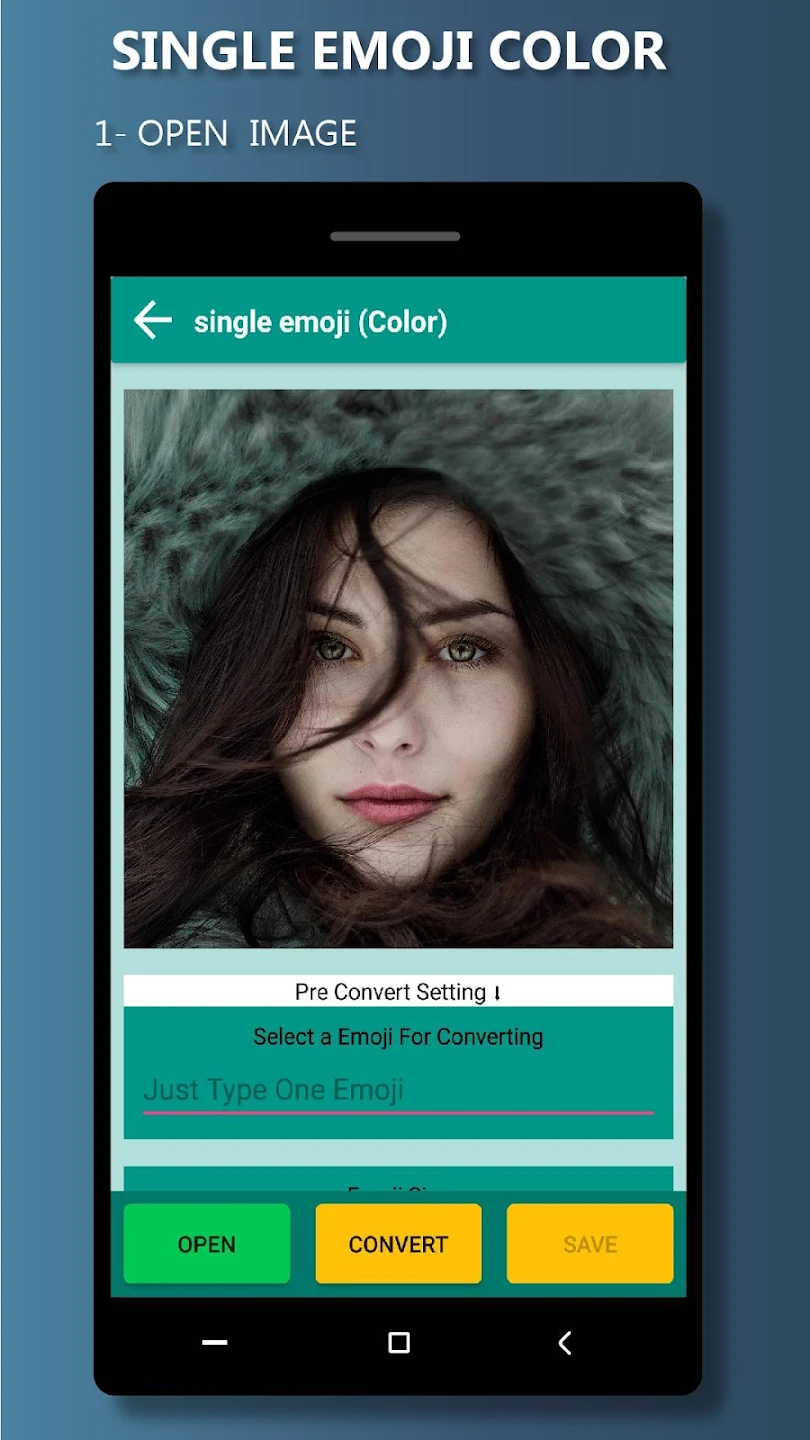 SINGLE EMOJI COLOR
1- OPEN IMAGE
single emoji (Color)
Pre Convert Setting ⬇
Select a Emoji For Converting
Just Type One Emoji
OPEN CONVERT SAVE